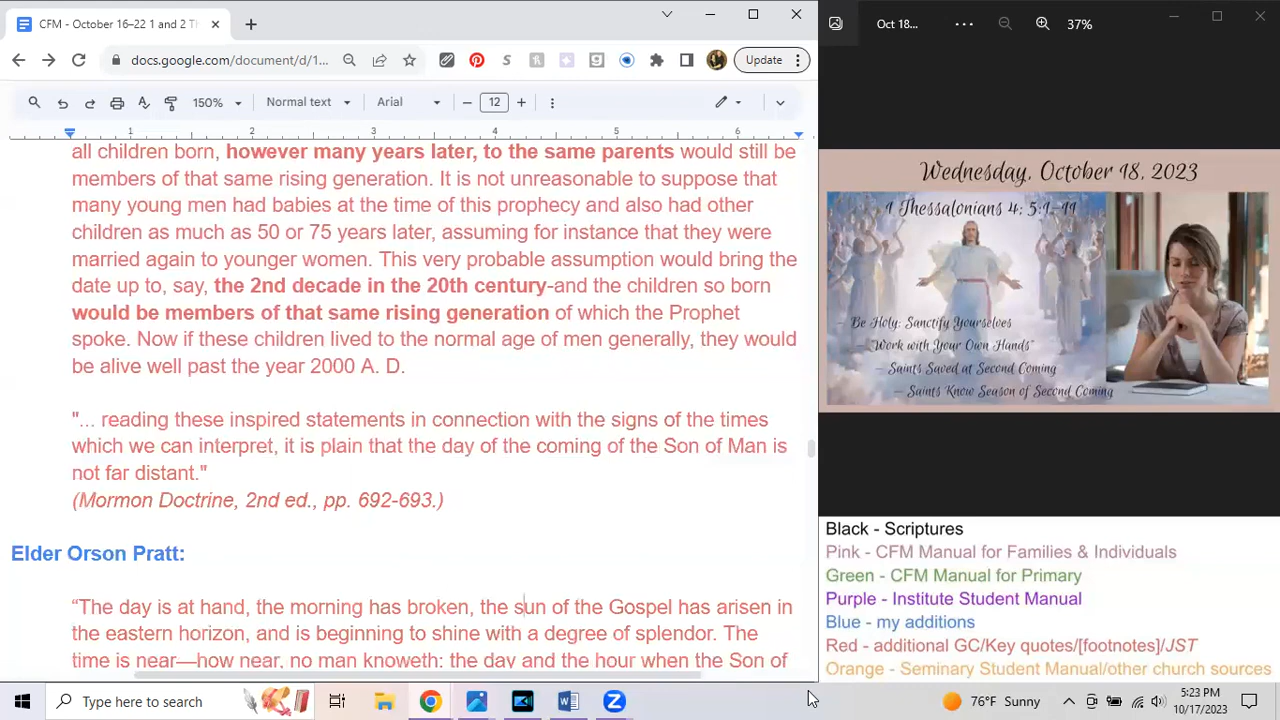 CFM - October 16–22 1 and 2 Th
docs.google.com/document/d/1...
Update
150%
Normal text
Arial
12
1 2 3 4 5 6
all children born, however many years later, to the same parents would still be
members of that same rising generation. It is not unreasonable to suppose that
many young men had babies at the time of this prophecy and also had other
children as much as 50 or 75 years later, assuming for instance that they were
married again to younger women. This very probable assumption would bring the
date up to, say, the 2nd decade in the 20th century-and the children so born
would be members of that same rising generation of which the Prophet
spoke. Now if these children lived to the normal age of men generally, they would
be alive well past the year 2000 A. D.
"... reading these inspired statements in connection with the signs of the times
which we can interpret, it is plain that the day of the coming of the Son of Man is
not far distant."
(Mormon Doctrine, 2nd ed., pp. 692-693.)
Elder Orson Pratt:
“The day is at hand, the morning has broken, the sun of the Gospel has arisen in
the eastern horizon, and is beginning to shine with a degree of splendor. The
time is near—how near, no man knoweth: the day and the hour when the Son of
Oct 18...
37%
Wednesday, October 18, 2023
1 Thessalonians 4; 5:1-11
– Be Holy: Sanctify Yourselves
– "Work with Your Own Hands"
– Saints Saved at Second Coming
– Saints Know Season of Second Coming
Black - Scriptures
Pink - CFM Manual for Families & Individuals
Green - CFM Manual for Primary
Purple - Institute Student Manual
Blue - my additions
Red - additional GC/Key quotes/[footnotes]/JST
Orange - Seminary Student Manual/other church sources
Type here to search
76°F Sunny
5:23 PM
10/17/2023